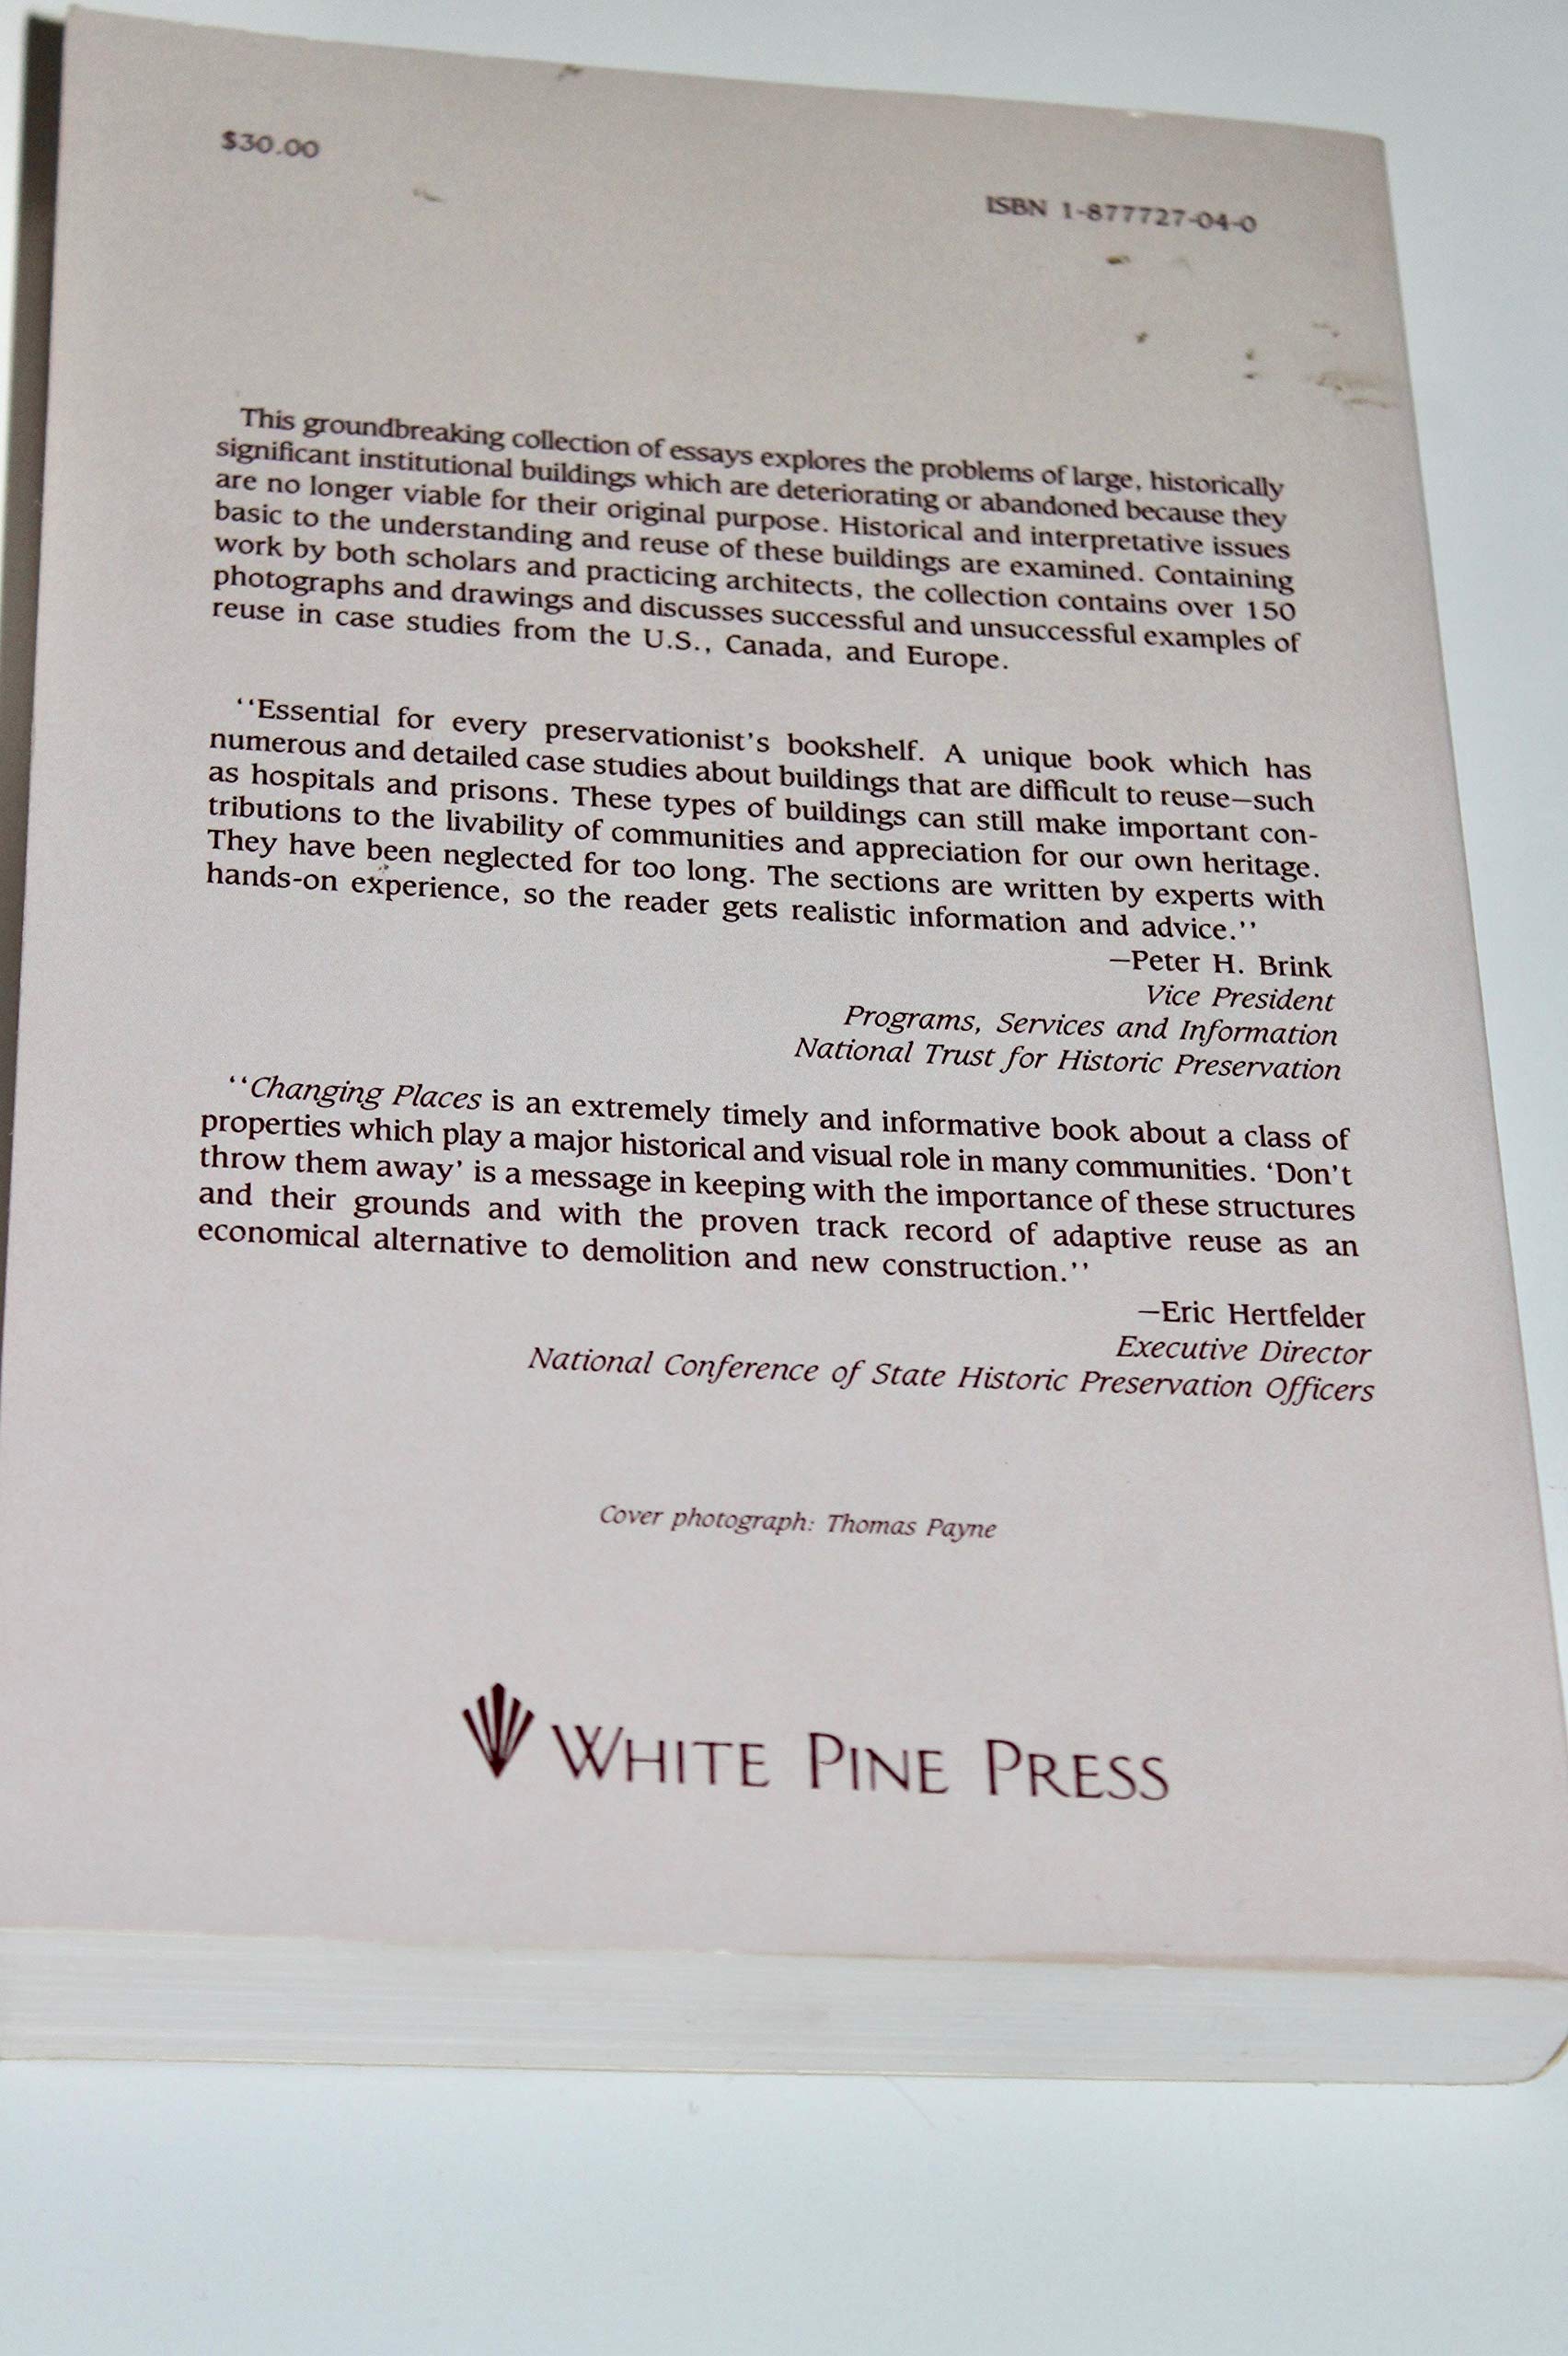 $30.00
ISBN 1-877727-04-0
This groundbreaking collection of essays explores the problems of large, historically
significant institutional buildings which are deteriorating or abandoned because they
are no longer viable for their original purpose. Historical and interpretative issues
basic to the understanding and reuse of these buildings are examined. Containing
work by both scholars and practicing architects, the collection contains over 150
photographs and drawings and discusses successful and unsuccessful examples of
reuse in case studies from the U.S., Canada, and Europe.
‘‘Essential for every preservationist's bookshelf. A unique book which has
numerous and detailed case studies about buildings that are difficult to reuse—such
as hospitals and prisons. These types of buildings can still make important con-
tributions to the livability of communities and appreciation for our own heritage.
They have been neglected for too long. The sections are written by experts with
hands-on experience, so the reader gets realistic information and advice.’’
—Peter H. Brink
Vice President
Programs, Services and Information
National Trust for Historic Preservation
‘‘Changing Places is an extremely timely and informative book about a class of
properties which play a major historical and visual role in many communities. ‘Don't
throw them away’ is a message in keeping with the importance of these structures
and their grounds and with the proven track record of adaptive reuse as an
economical alternative to demolition and new construction.’’
—Eric Hertfelder
Executive Director
National Conference of State Historic Preservation Officers
Cover photograph: Thomas Payne
WHITE PINE PRESS